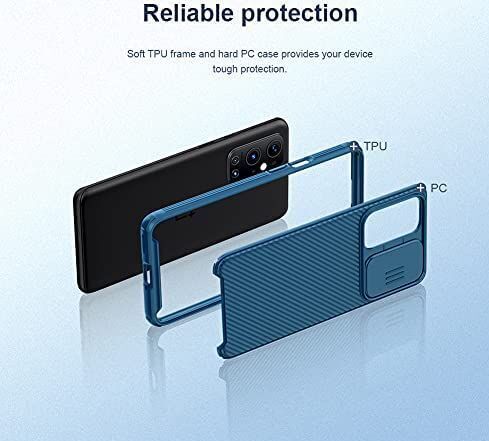 Reliable protection
Soft TPU frame and hard PC case provides your device
tough protection.
TPU
PC